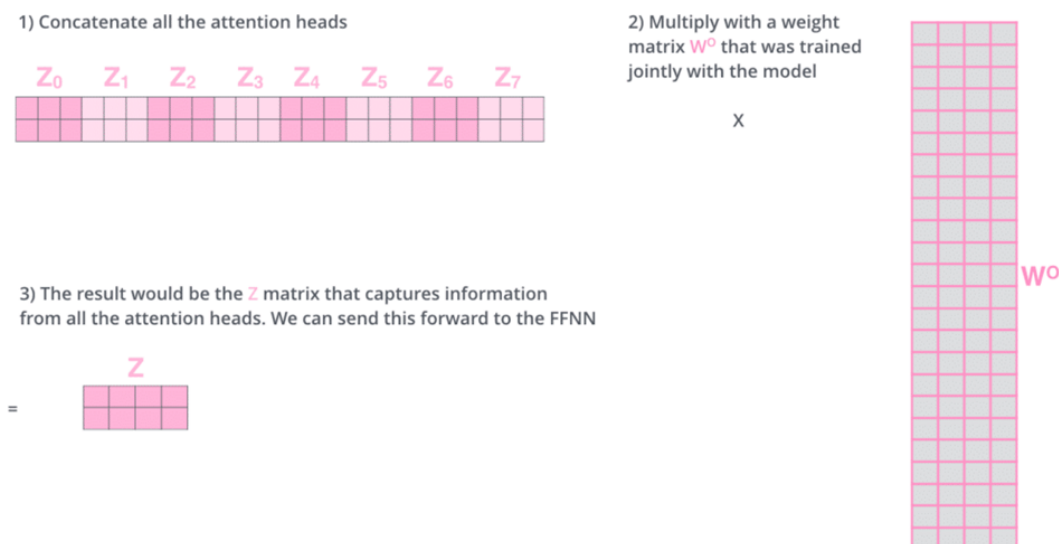 1) Concatenate all the attention heads
Z0 Z1 Z2 Z3 Z4 Z5 Z6 Z7
2) Multiply with a weight
matrix WO that was trained
jointly with the model
X
WO
3) The result would be the Z matrix that captures information
from all the attention heads. We can send this forward to the FFNN
Z
=